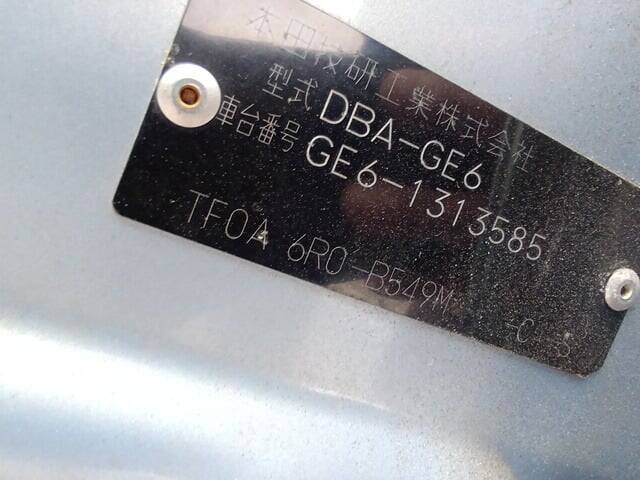 本田技研工業株式会社
型式 DBA-GE6
車台番号 GE6-1313585
TF0A 6R0-B549M -C S